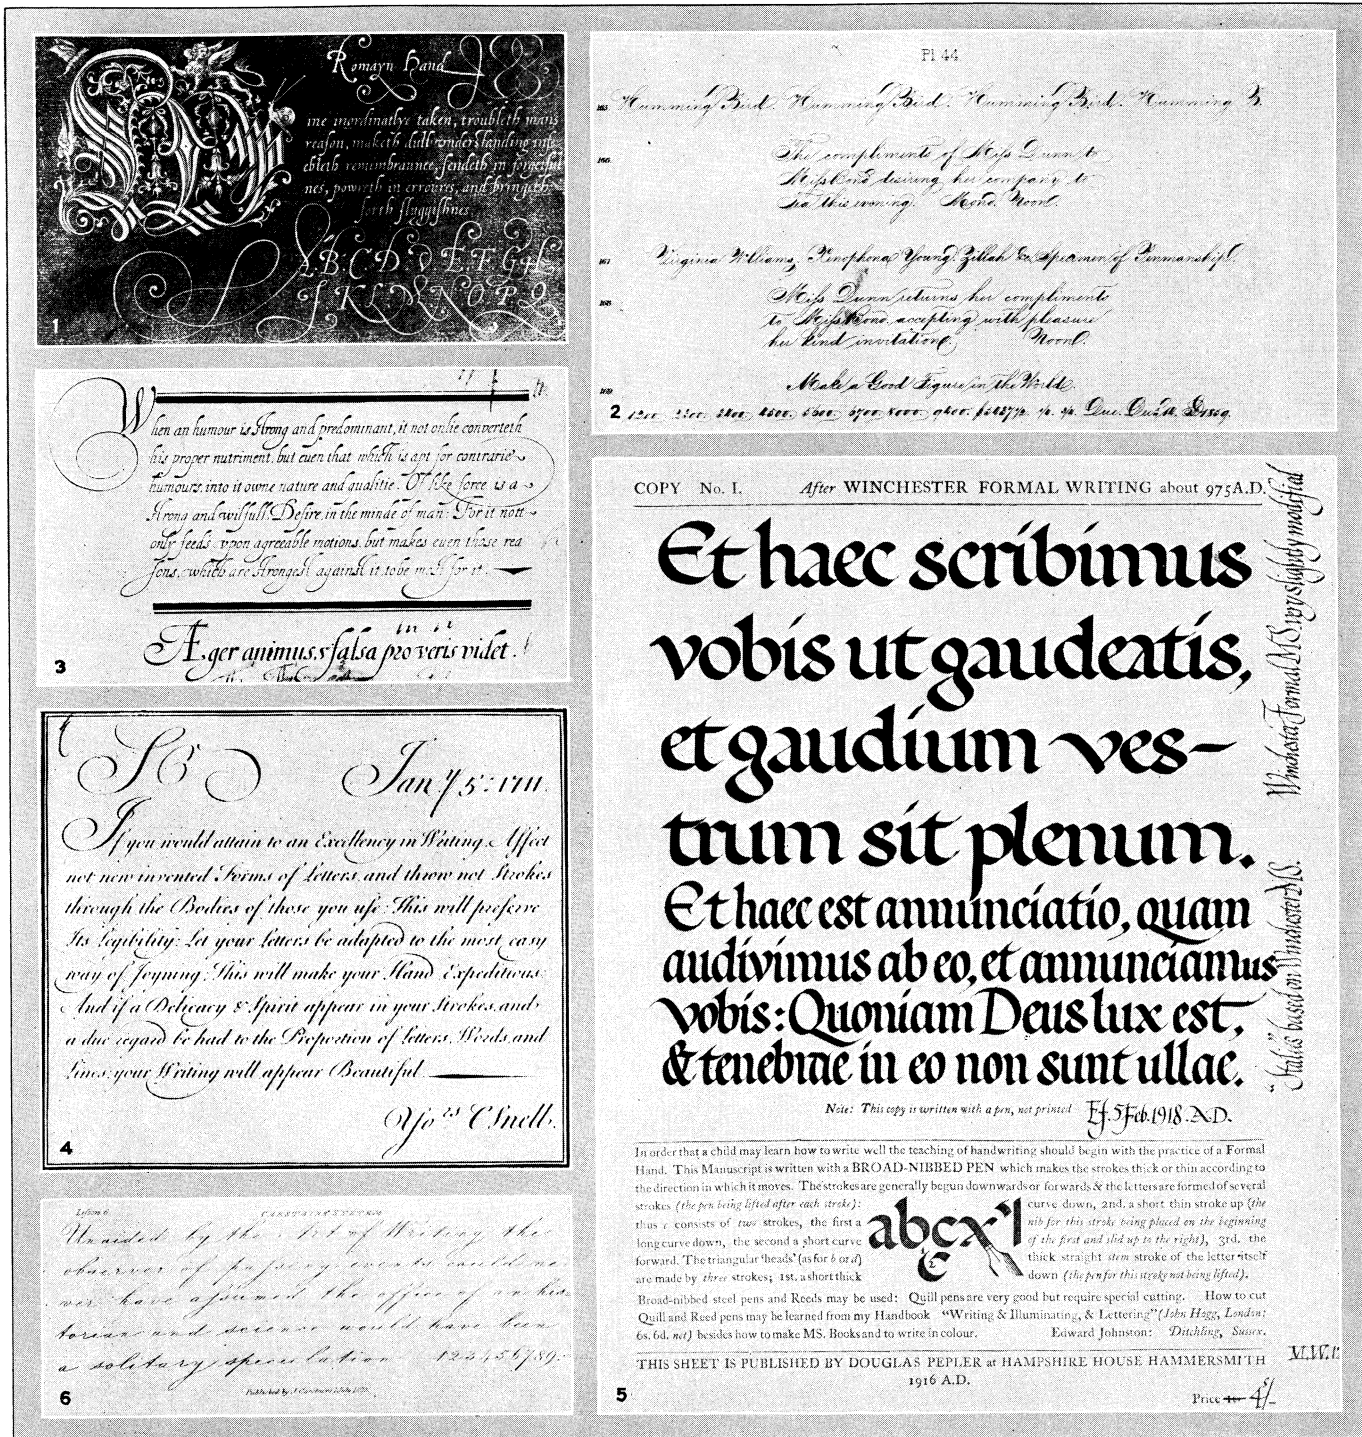 Romayn Hand
ine inordinatlye taken, troubleth mans
reason, maketh dull understanding, infe
ebleth remembraunce, sendeth in forgetful
nes, powreth in erroures, and bringeth
forth sluggishnes
A.B.C.D.E.F.G.H.
I.K.L.M.N.O.P.Q
1
Pl 44
165 Humming Bird. Humming Bird. Humming Bird. Humming B.
166 The compliments of Miss Dunn to
Miss Bond desiring her company to
tea this evening. Mond. Noon.
167 Virginia Williams, Xenophona Young. Zillah &c. Specimen of Penmanship.
168 Miss Dunn returns her compliments
to Miss Bond accepting with pleasure
her kind invitation. Noon.
169 Make a Good Figure in the World.
2
When an humour is strong and predominant, it not onlie converteth
his proper nutriment, but even that which is apt for contrarie
humours, into it owne nature and qualitie. Of like force is a
strong and wilfull Desire, in the minde of man: For it nott
only feeds vpon agreeable motions, but makes even those rea
sons, which are strongest against it, to be for it.
Æger animus, falsa pro veris videt.
3
Sr Jan. ye 5th: 1711.
If you would attain to an Excellency in Writing, Affect
not new invented Forms of Letters, and throw not Strokes
through the Bodies of those you use; This will preserve
Its Legibility: Let your Letters be adapted to the most easy
way of Joyning; This will make your Hand Expeditious:
And if a Delicacy & Spirit appear in your Strokes, and
a due regard be had to the Proportion of Letters, Words, and
Lines; your Writing will appear Beautiful.
Yors C Snell.
4
COPY No. 1. After WINCHESTER FORMAL WRITING about 975 A.D.
Et haec scribimus
vobis ut gaudeatis,
et gaudium ves-
trum sit plenum.
Et haec est annunciatio, quam
audivimus ab eo, et annunciamus
vobis: Quoniam Deus lux est,
& tenebrae in eo non sunt ullae.
Winchester Formal MS. copy slightly modified
"Italic" based on Winchester MS.
Note: This copy is written with a pen, not printed EJ. 5 Feb. 1918. A.D.
In order that a child may learn how to write well the teaching of handwriting should begin with the practice of a Formal
Hand. This Manuscript is written with a BROAD-NIBBED PEN which makes the strokes thick or thin according to
the direction in which it moves. The strokes are generally begun downwards or forwards & the letters are formed of several
strokes (the pen being lifted after each stroke):
thus c consists of two strokes, the first a
long curve down, the second a short curve
forward. The triangular 'heads' (as for b or d)
are made by three strokes; 1st. a short thick
abcx
curve down, 2nd. a short thin stroke up (the
nib for this stroke being placed on the beginning
of the first and slid up to the right), 3rd. the
thick straight stem stroke of the letter itself
down (the pen for this stroke not being lifted).
Broad-nibbed steel pens and Reeds may be used: Quill pens are very good but require special cutting. How to cut
Quill and Reed pens may be learned from my Handbook "Writing & Illuminating, & Lettering" (John Hogg, London:
6s. 6d. net) besides how to make MS. Books and to write in colour. Edward Johnston: Ditchling, Sussex.
THIS SHEET IS PUBLISHED BY DOUGLAS PEPLER at HAMPSHIRE HOUSE HAMMERSMITH
1916 A.D.
Price 4/-
5
Lesson 6 CARSTAIRS SYSTEM
Unaided by the Art of Writing the
observer of passing events could ne
ver have assumed the office of an his
torian and science would have been
a solitary speculation 123456789.
6